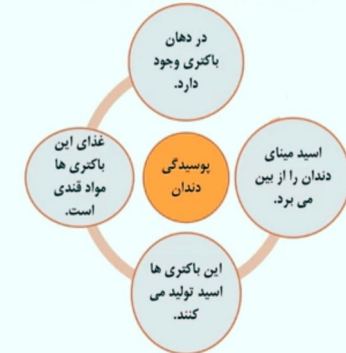 در دهان
باکتری وجود
دارد.
غذای این
باکتری ها
مواد قندی
است.
پوسیدگی
دندان
اسید مینای
دندان را از بین
می برد.
این باکتری ها
اسید تولید می
کنند.